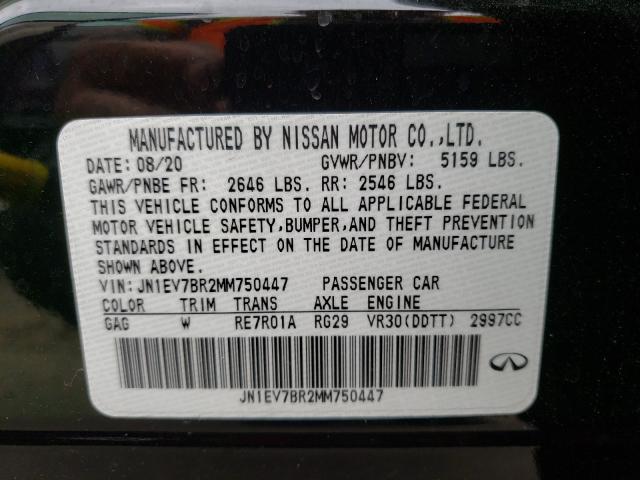 MANUFACTURED BY NISSAN MOTOR CO.,LTD.
DATE: 08/20 GVWR/PNBV: 5159 LBS.
GAWR/PNBE FR: 2646 LBS. RR: 2546 LBS.
THIS VEHICLE CONFORMS TO ALL APPLICABLE FEDERAL
MOTOR VEHICLE SAFETY,BUMPER,AND THEFT PREVENTION
STANDARDS IN EFFECT ON THE DATE OF MANUFACTURE
SHOWN ABOVE.
VIN: JN1EV7BR2MM750447 PASSENGER CAR
COLOR TRIM TRANS AXLE ENGINE
GAG W RE7R01A RG29 VR30(DDTT) 2997CC
JN1EV7BR2MM750447